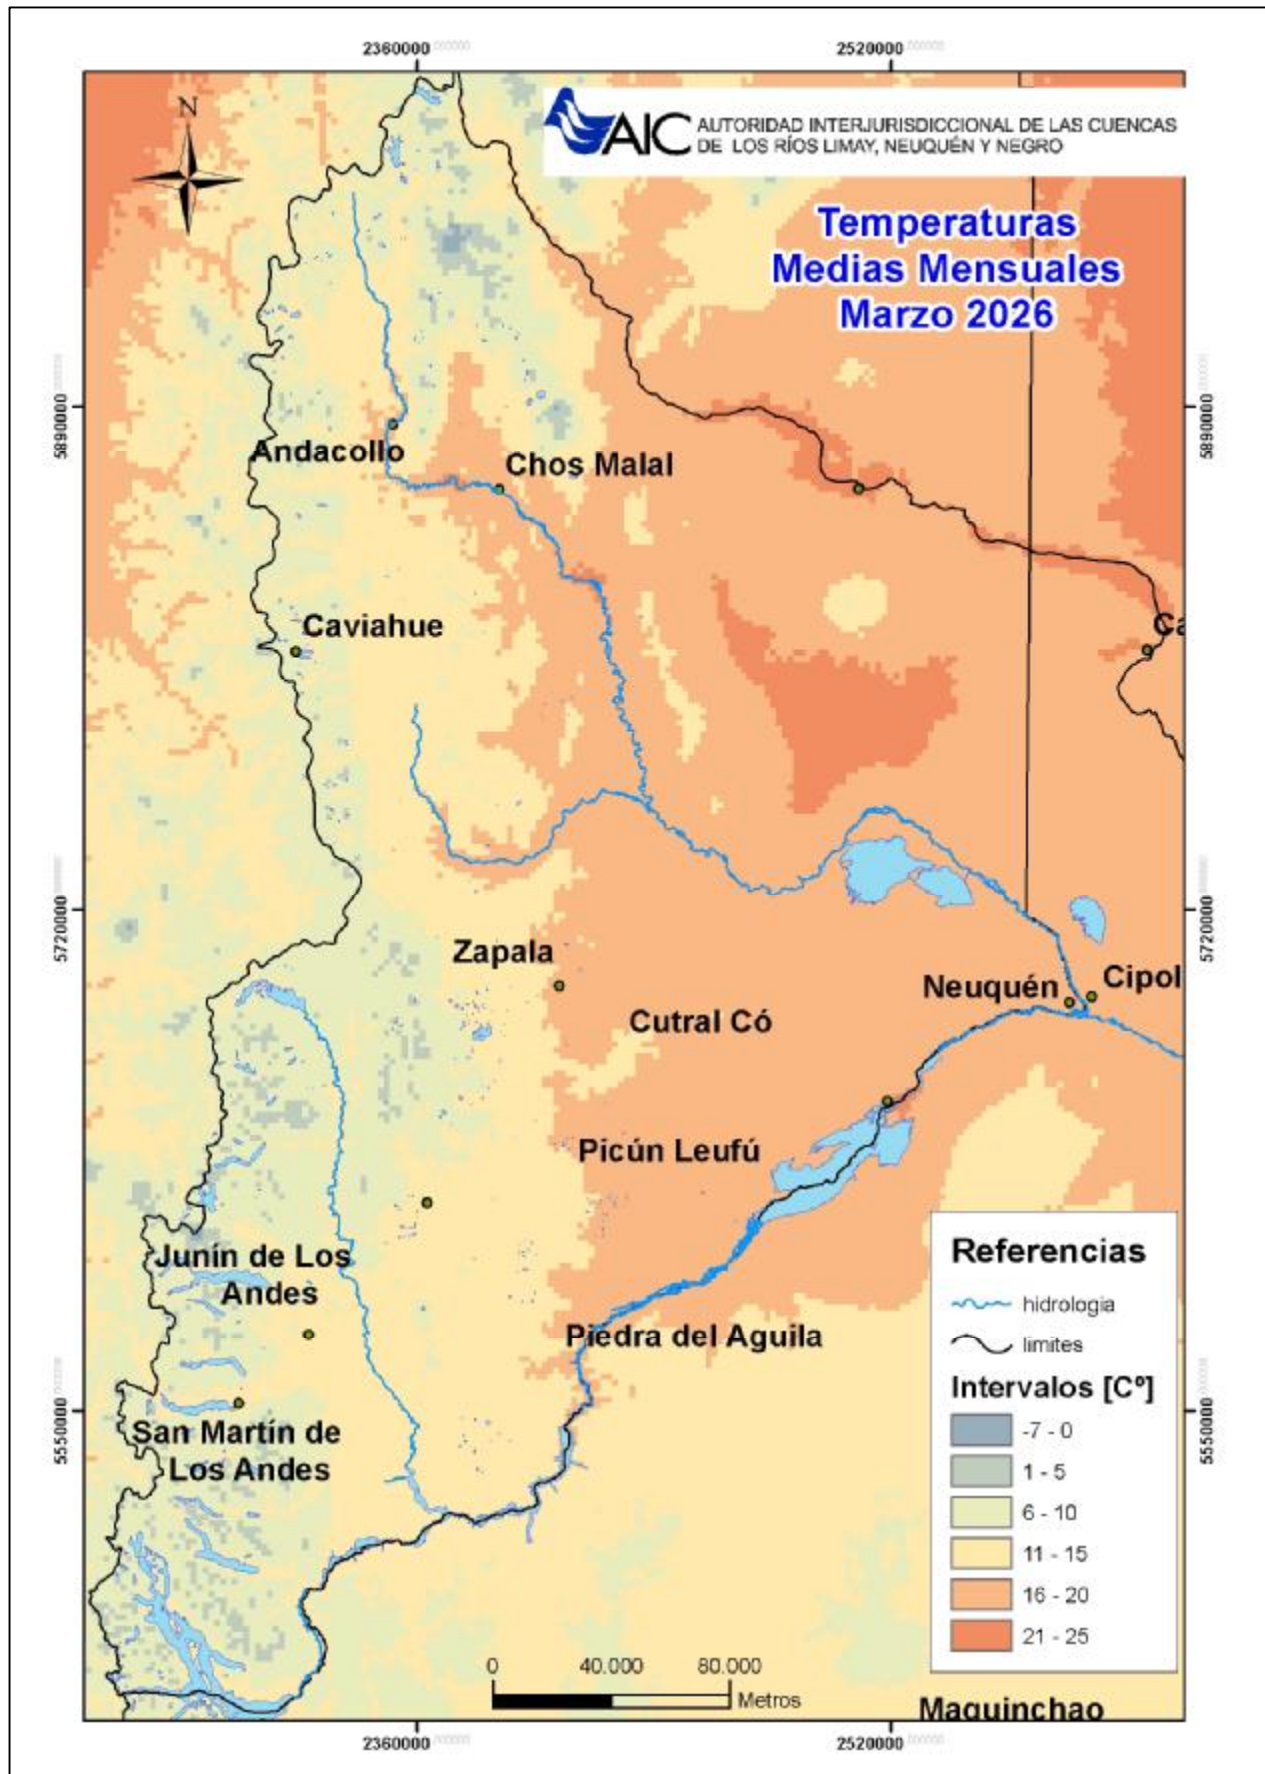 2360000
2520000
N
AIC
AUTORIDAD INTERJURISDICCIONAL DE LAS CUENCAS
DE LOS RÍOS LIMAY, NEUQUÉN Y NEGRO
Temperaturas
Medias Mensuales
Marzo 2026
5890000
5890000
Andacollo
Chos Malal
Caviahue
Ca
5720000
5720000
Zapala
Neuquén
Cipol
Cutral Có
Picún Leufú
Junín de Los
Andes
Piedra del Aguila
San Martín de
Los Andes
5550000
5550000
Referencias
hidrologia
limites
Intervalos [Cº]
-7 - 0
1 - 5
6 - 10
11 - 15
16 - 20
21 - 25
0
40.000
80.000
Metros
Maquinchao
2360000
2520000